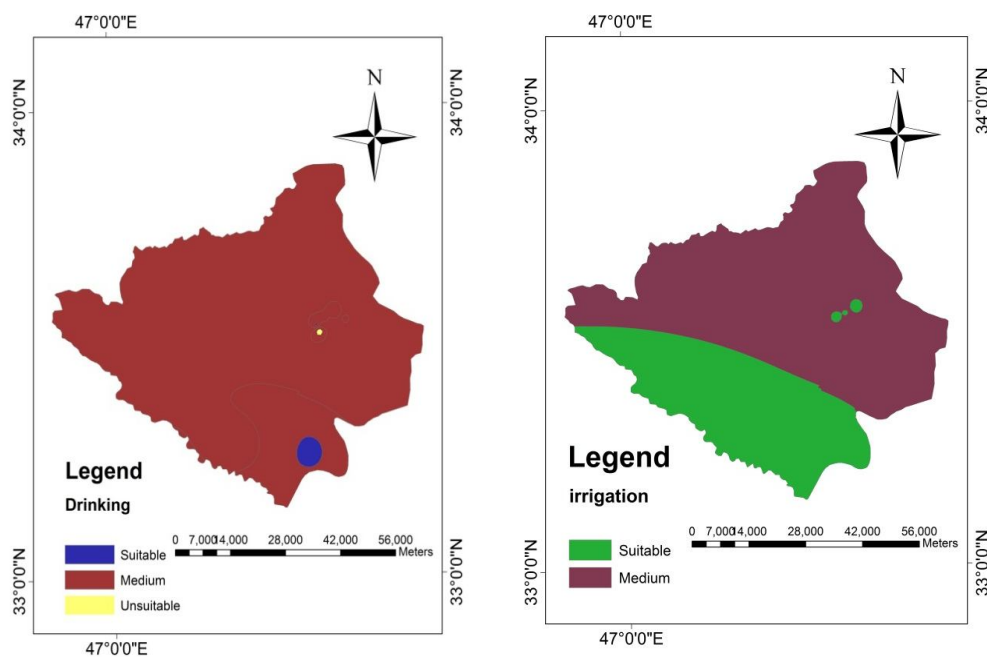 47°0'0"E
34°0'0"N
34°0'0"N
N
Legend
Drinking
0 7,000 14,000 28,000 42,000 56,000
Meters
Suitable
Medium
Unsuitable
33°0'0"N
33°0'0"N
47°0'0"E
47°0'0"E
34°0'0"N
34°0'0"N
N
Legend
irrigation
0 7,000 14,000 28,000 42,000 56,000
Meters
Suitable
Medium
33°0'0"N
33°0'0"N
47°0'0"E